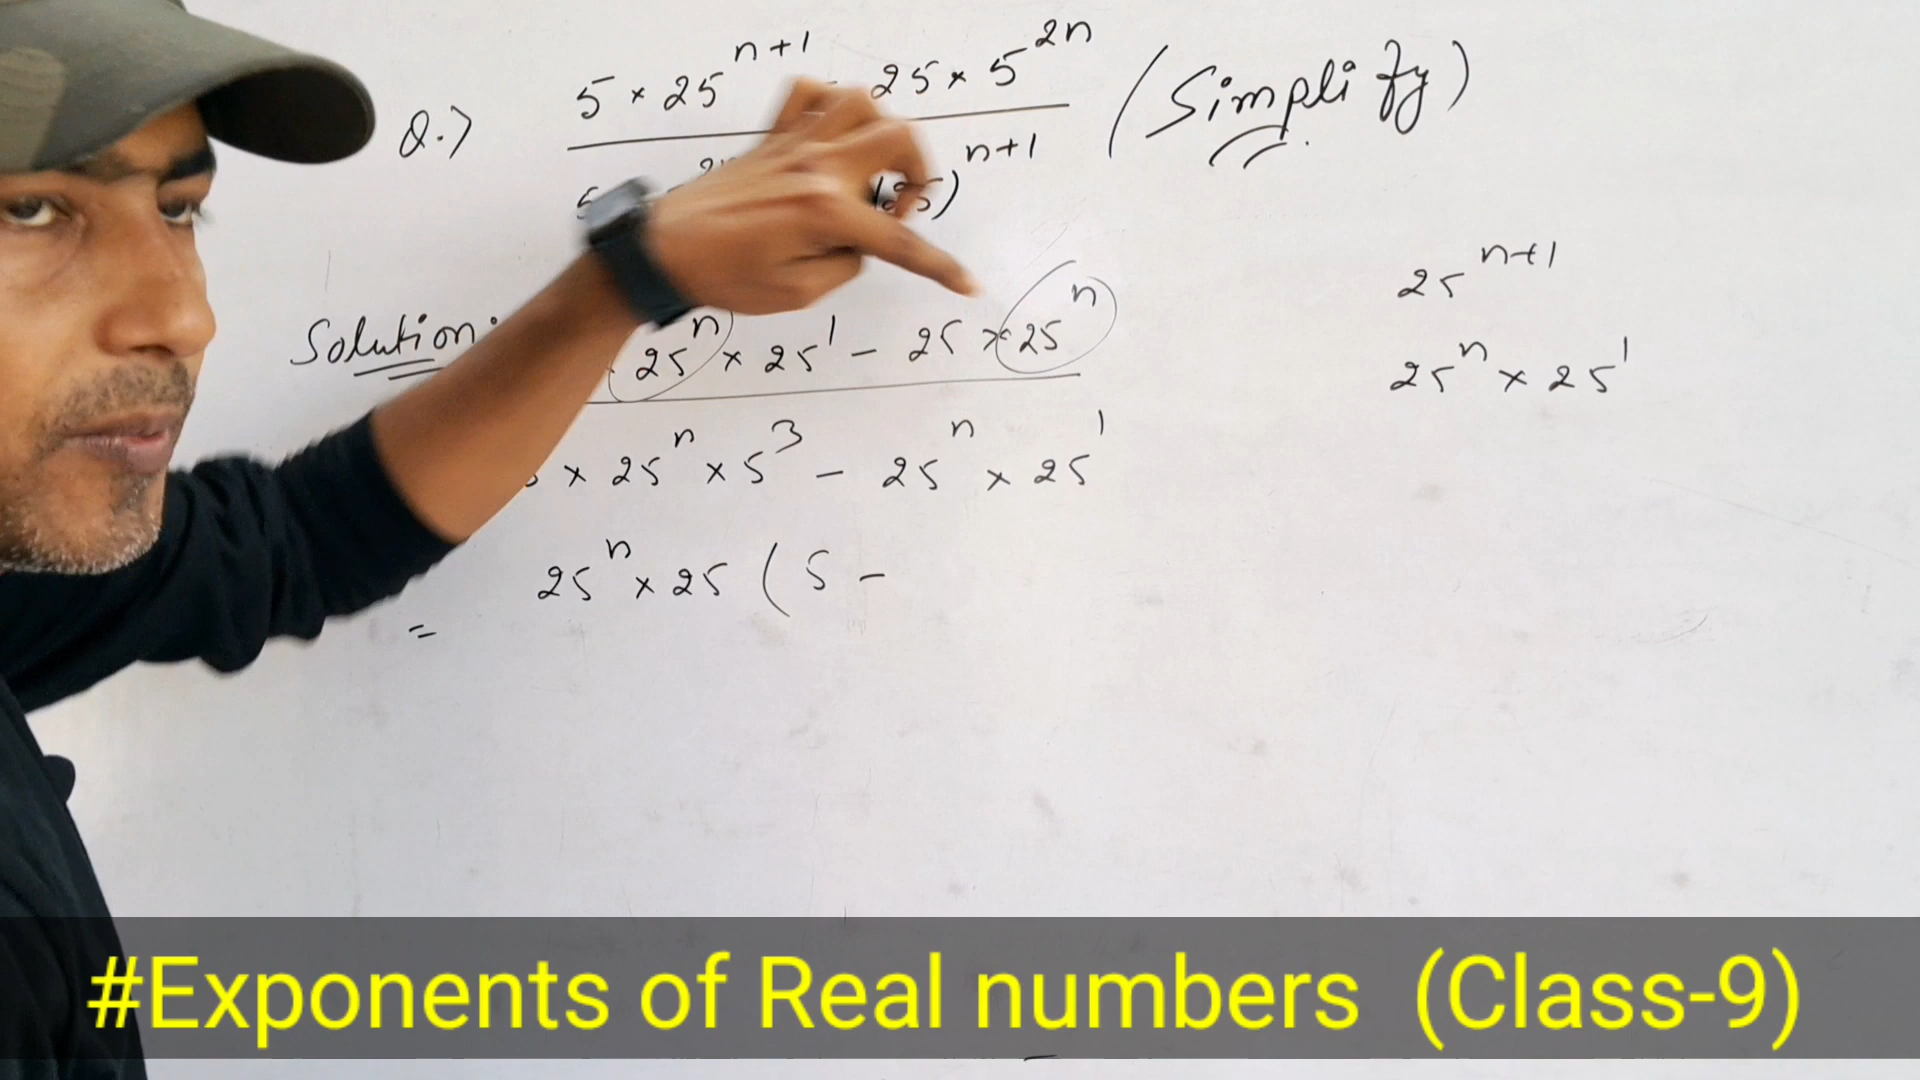 Q.) 5 × 25^(n+1) - 25 × 5^(2n) (Simplify)
5)^(n+1)
25^(n+1)
Solution: 25^n × 25^1 - 25 × 25^n
25^n × 25^1
× 25^n × 5^3 - 25^n × 25^1
= 25^n × 25 ( 5 -
#Exponents of Real numbers (Class-9)